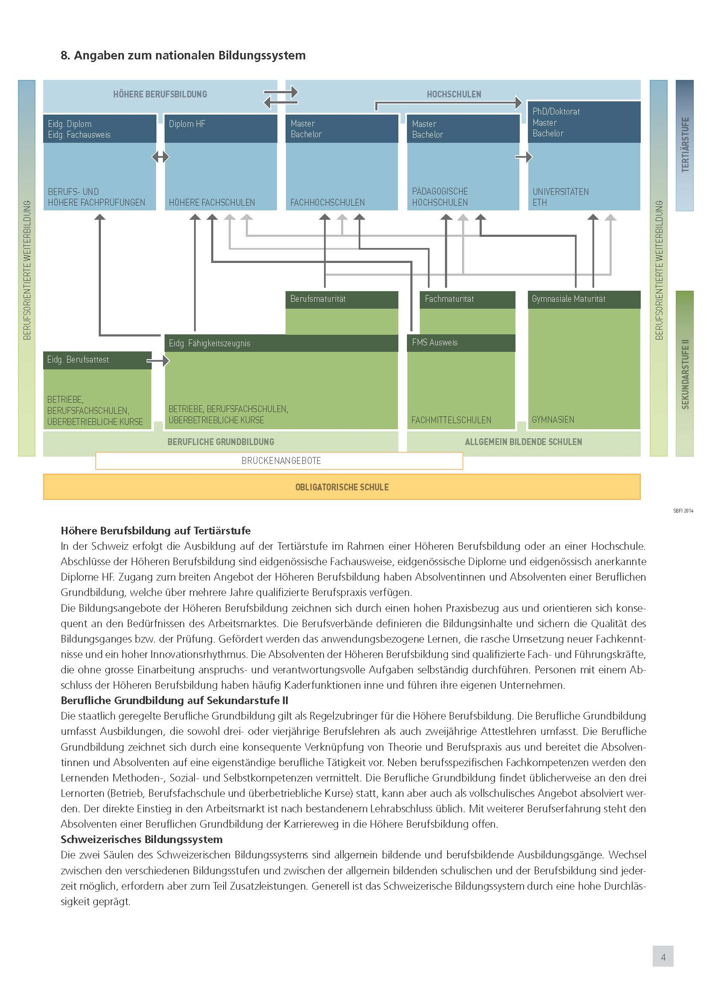 8. Angaben zum nationalen Bildungssystem
HÖHERE BERUFSBILDUNG
HOCHSCHULEN
Eidg. Diplom
Eidg. Fachausweis
Diplom HF
Master
Bachelor
Master
Bachelor
PhD/Doktorat
Master
Bachelor
BERUFS- UND
HÖHERE FACHPRÜFUNGEN
HÖHERE FACHSCHULEN
FACHHOCHSCHULEN
PÄDAGOGISCHE
HOCHSCHULEN
UNIVERSITÄTEN
ETH
TERTIÄRSTUFE
BERUFSORIENTIERTE WEITERBILDUNG
BERUFSORIENTIERTE WEITERBILDUNG
Berufsmaturität
Fachmaturität
Gymnasiale Maturität
Eidg. Fähigkeitszeugnis
FMS Ausweis
Eidg. Berufsattest
SEKUNDARSTUFE II
BETRIEBE,
BERUFSFACHSCHULEN,
ÜBERBETRIEBLICHE KURSE
BETRIEBE, BERUFSFACHSCHULEN,
ÜBERBETRIEBLICHE KURSE
FACHMITTELSCHULEN
GYMNASIEN
BERUFLICHE GRUNDBILDUNG
ALLGEMEIN BILDENDE SCHULEN
BRÜCKENANGEBOTE
OBLIGATORISCHE SCHULE
SBFI 2014
Höhere Berufsbildung auf Tertiärstufe
In der Schweiz erfolgt die Ausbildung auf der Tertiärstufe im Rahmen einer Höheren Berufsbildung oder an einer Hochschule.
Abschlüsse der Höheren Berufsbildung sind eidgenössische Fachausweise, eidgenössische Diplome und eidgenössisch anerkannte
Diplome HF. Zugang zum breiten Angebot der Höheren Berufsbildung haben Absolventinnen und Absolventen einer Beruflichen
Grundbildung, welche über mehrere Jahre qualifizierte Berufspraxis verfügen.
Die Bildungsangebote der Höheren Berufsbildung zeichnen sich durch einen hohen Praxisbezug aus und orientieren sich konse-
quent an den Bedürfnissen des Arbeitsmarktes. Die Berufsverbände definieren die Bildungsinhalte und sichern die Qualität des
Bildungsganges bzw. der Prüfung. Gefördert werden das anwendungsbezogene Lernen, die rasche Umsetzung neuer Fachkennt-
nisse und ein hoher Innovationsrhythmus. Die Absolventen der Höheren Berufsbildung sind qualifizierte Fach- und Führungskräfte,
die ohne grosse Einarbeitung anspruchs- und verantwortungsvolle Aufgaben selbständig durchführen. Personen mit einem Ab-
schluss der Höheren Berufsbildung haben häufig Kaderfunktionen inne und führen ihre eigenen Unternehmen.
Berufliche Grundbildung auf Sekundarstufe II
Die staatlich geregelte Berufliche Grundbildung gilt als Regelzubringer für die Höhere Berufsbildung. Die Berufliche Grundbildung
umfasst Ausbildungen, die sowohl drei- oder vierjährige Berufslehren als auch zweijährige Attestlehren umfasst. Die Berufliche
Grundbildung zeichnet sich durch eine konsequente Verknüpfung von Theorie und Berufspraxis aus und bereitet die Absolven-
tinnen und Absolventen auf eine eigenständige berufliche Tätigkeit vor. Neben berufsspezifischen Fachkompetenzen werden den
Lernenden Methoden-, Sozial- und Selbstkompetenzen vermittelt. Die Berufliche Grundbildung findet üblicherweise an den drei
Lernorten (Betrieb, Berufsfachschule und überbetriebliche Kurse) statt, kann aber auch als vollschulisches Angebot absolviert wer-
den. Der direkte Einstieg in den Arbeitsmarkt ist nach bestandenem Lehrabschluss üblich. Mit weiterer Berufserfahrung steht den
Absolventen einer Beruflichen Grundbildung der Karriereweg in die Höhere Berufsbildung offen.
Schweizerisches Bildungssystem
Die zwei Säulen des Schweizerischen Bildungssystems sind allgemein bildende und berufsbildende Ausbildungsgänge. Wechsel
zwischen den verschiedenen Bildungsstufen und zwischen der allgemein bildenden schulischen und der Berufsbildung sind jeder-
zeit möglich, erfordern aber zum Teil Zusatzleistungen. Generell ist das Schweizerische Bildungssystem durch eine hohe Durchläs-
sigkeit geprägt.
4